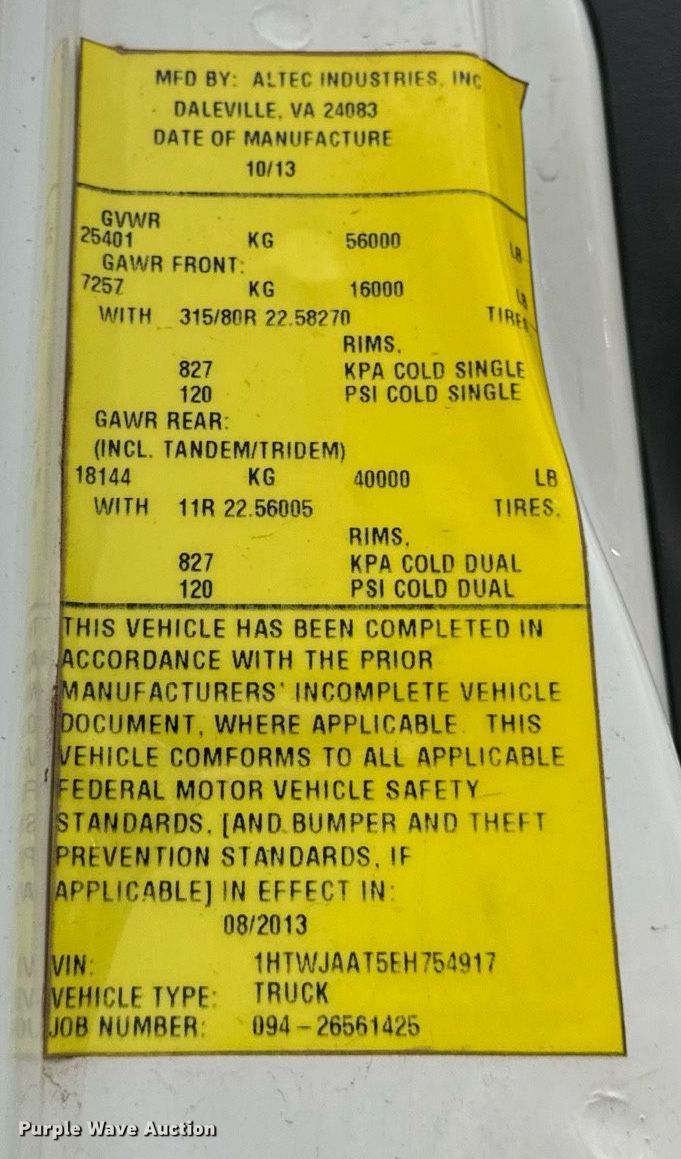 MFD BY: ALTEC INDUSTRIES, INC
DALEVILLE, VA 24083
DATE OF MANUFACTURE
10/13
GVWR
25401 KG 56000 LB
GAWR FRONT:
7257 KG 16000 LB
WITH 315/80R 22.58270 TIRES
RIMS,
827 KPA COLD SINGLE
120 PSI COLD SINGLE
GAWR REAR:
(INCL. TANDEM/TRIDEM)
18144 KG 40000 LB
WITH 11R 22.56005 TIRES.
RIMS,
827 KPA COLD DUAL
120 PSI COLD DUAL
THIS VEHICLE HAS BEEN COMPLETED IN
ACCORDANCE WITH THE PRIOR
MANUFACTURERS' INCOMPLETE VEHICLE
DOCUMENT, WHERE APPLICABLE. THIS
VEHICLE COMFORMS TO ALL APPLICABLE
FEDERAL MOTOR VEHICLE SAFETY
STANDARDS, [AND BUMPER AND THEFT
PREVENTION STANDARDS, IF
APPLICABLE] IN EFFECT IN:
08/2013
VIN: 1HTWJAAT5EH754917
VEHICLE TYPE: TRUCK
JOB NUMBER: 094-26561425
Purple Wave Auction